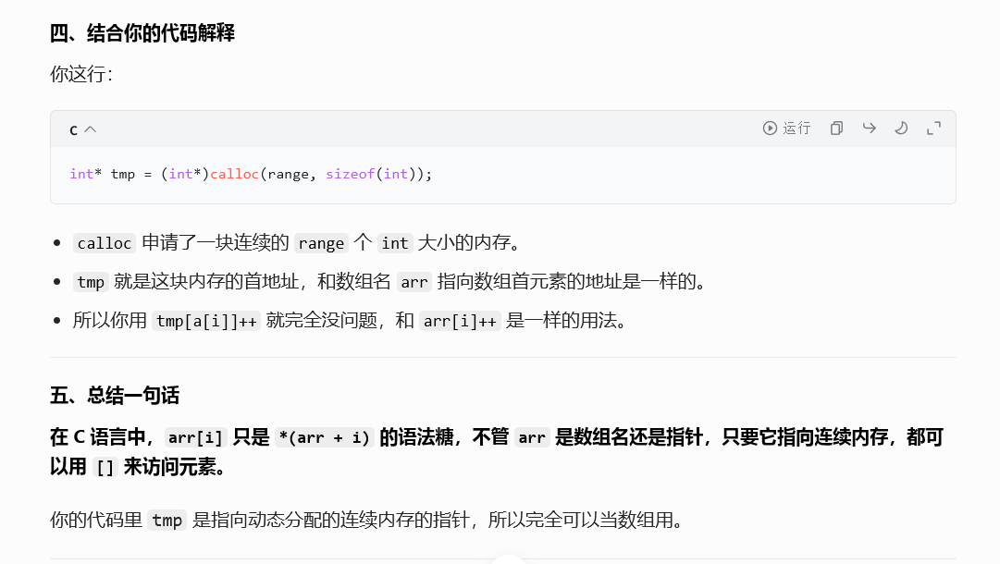 四、结合你的代码解释
你这行：
C
运行
int* tmp = (int*)calloc(range, sizeof(int));
calloc 申请了一块连续的 range 个 int 大小的内存。
tmp 就是这块内存的首地址，和数组名 arr 指向数组首元素的地址是一样的。
所以你用 tmp[a[i]]++ 就完全没问题，和 arr[i]++ 是一样的用法。
五、总结一句话
在 C 语言中，arr[i] 只是 *(arr + i) 的语法糖，不管 arr 是数组名还是指针，只要它指向连续内存，都可
以用 [] 来访问元素。
你的代码里 tmp 是指向动态分配的连续内存的指针，所以完全可以当数组用。